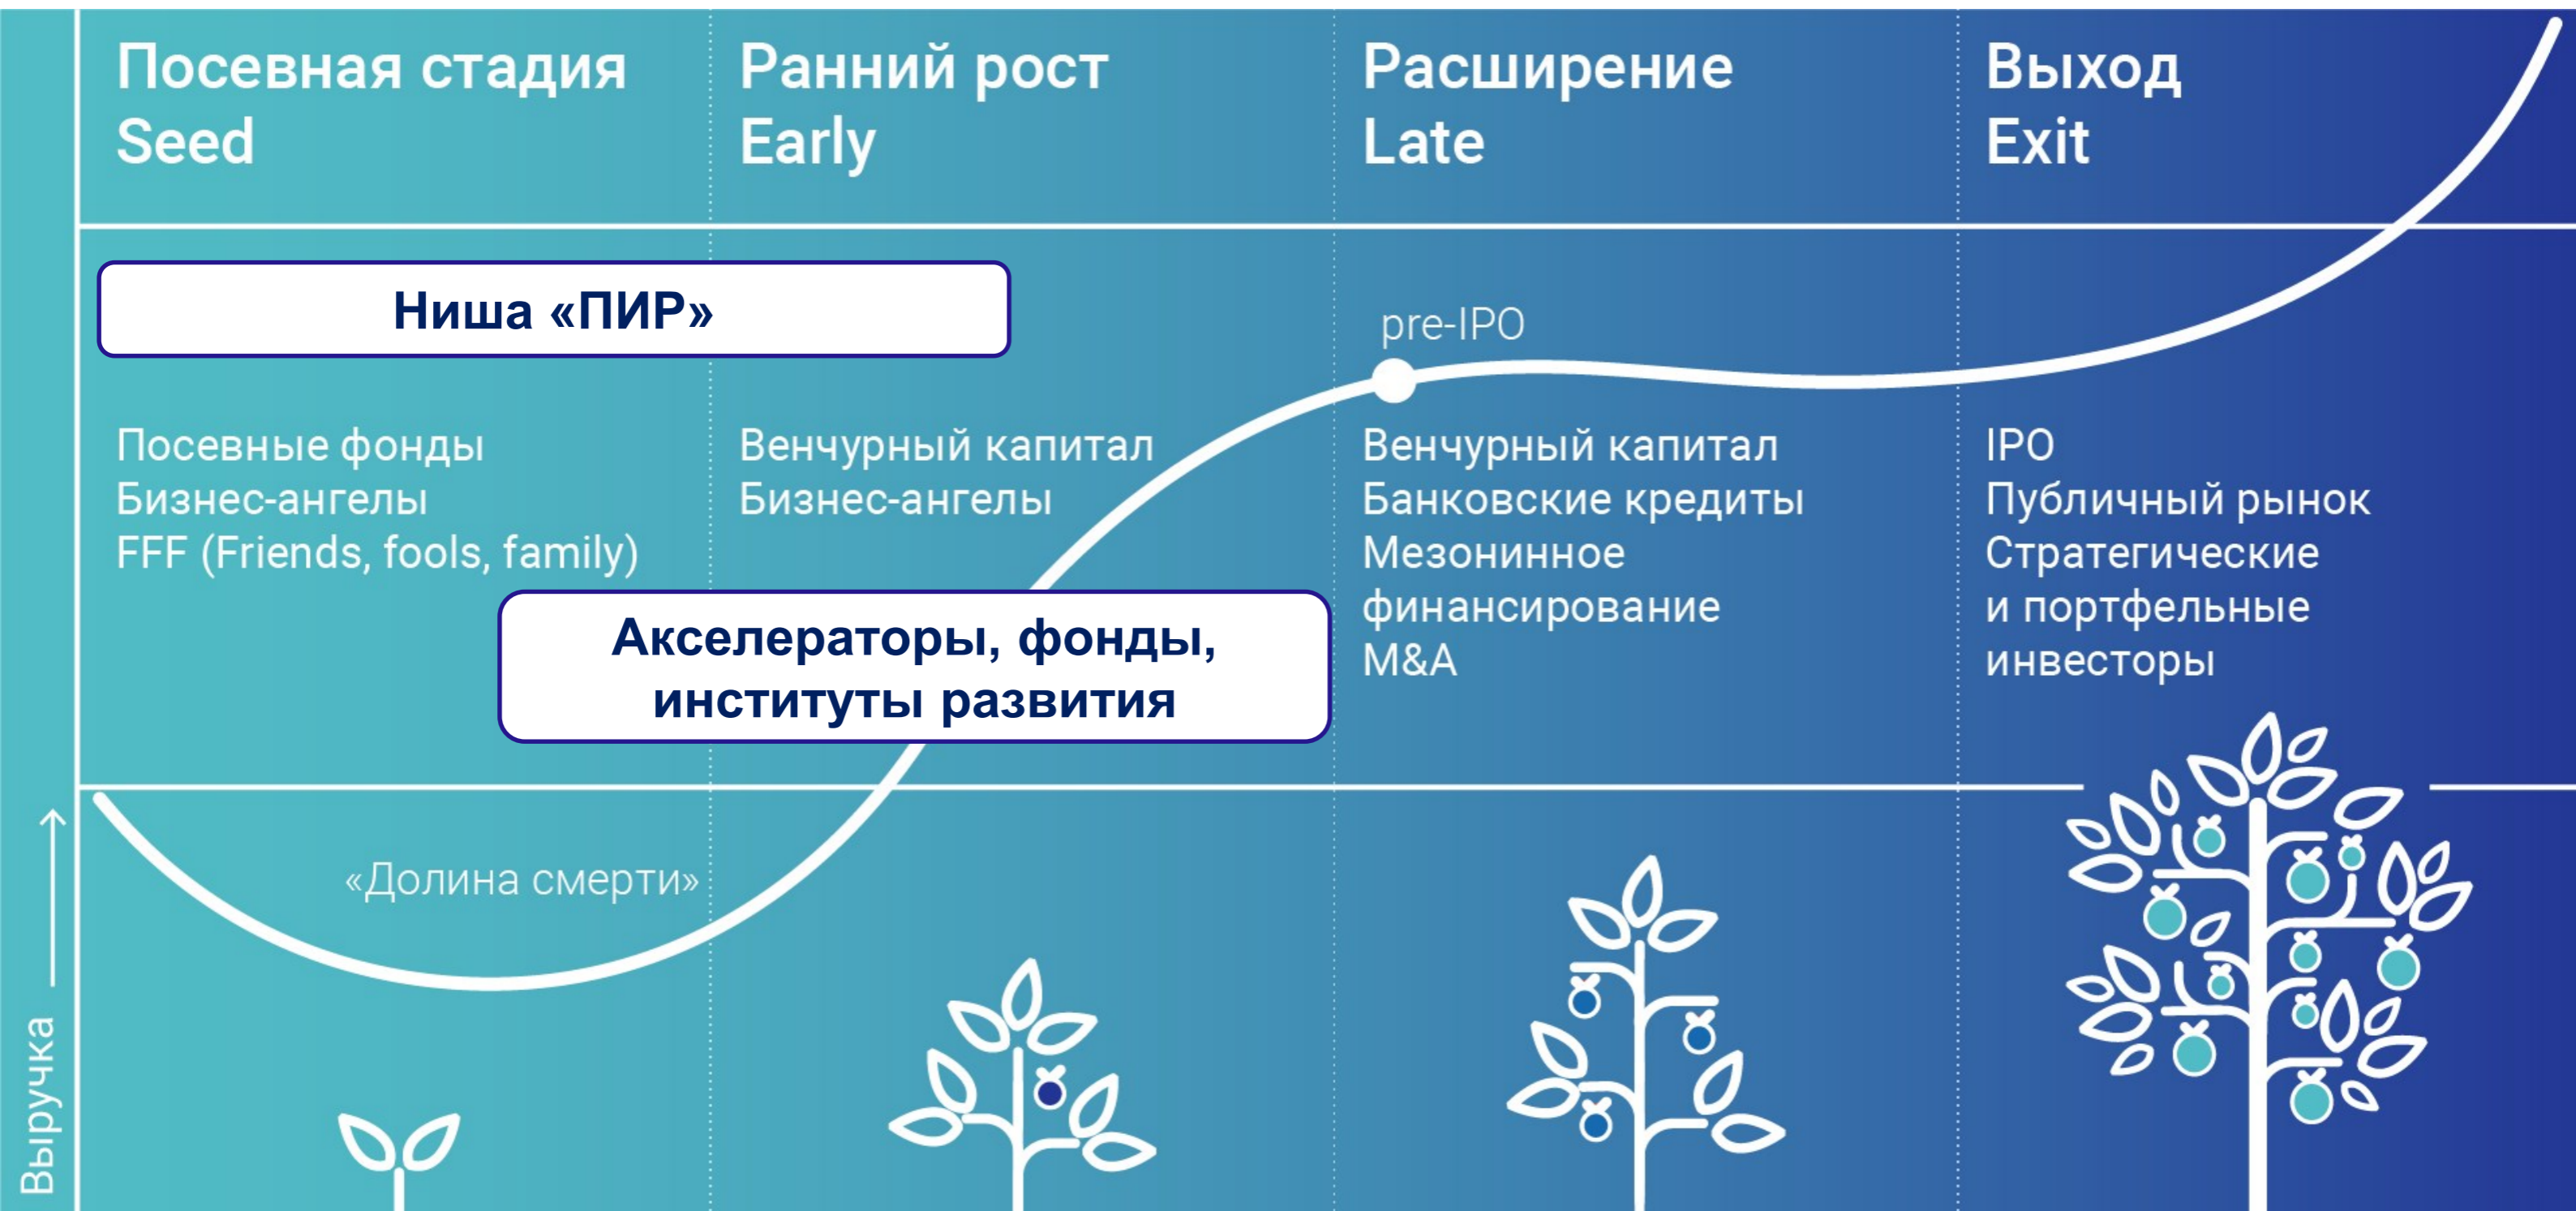 Посевная стадия
Seed
Ранний рост
Early
Расширение
Late
Выход
Exit
Ниша «ПИР»
pre-IPO
Посевные фонды
Бизнес-ангелы
FFF (Friends, fools, family)
Венчурный капитал
Бизнес-ангелы
Венчурный капитал
Банковские кредиты
Мезонинное
финансирование
M&A
IPO
Публичный рынок
Стратегические
и портфельные
инвесторы
Акселераторы, фонды,
институты развития
«Долина смерти»
Выручка